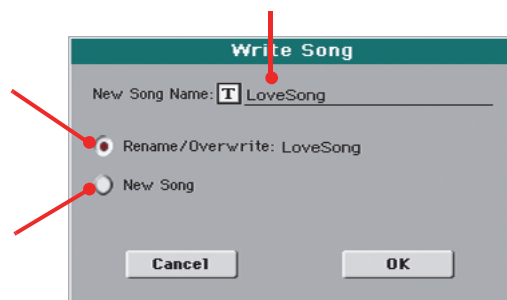 Write Song
New Song Name: T LoveSong
Rename/Overwrite: LoveSong
New Song
Cancel OK